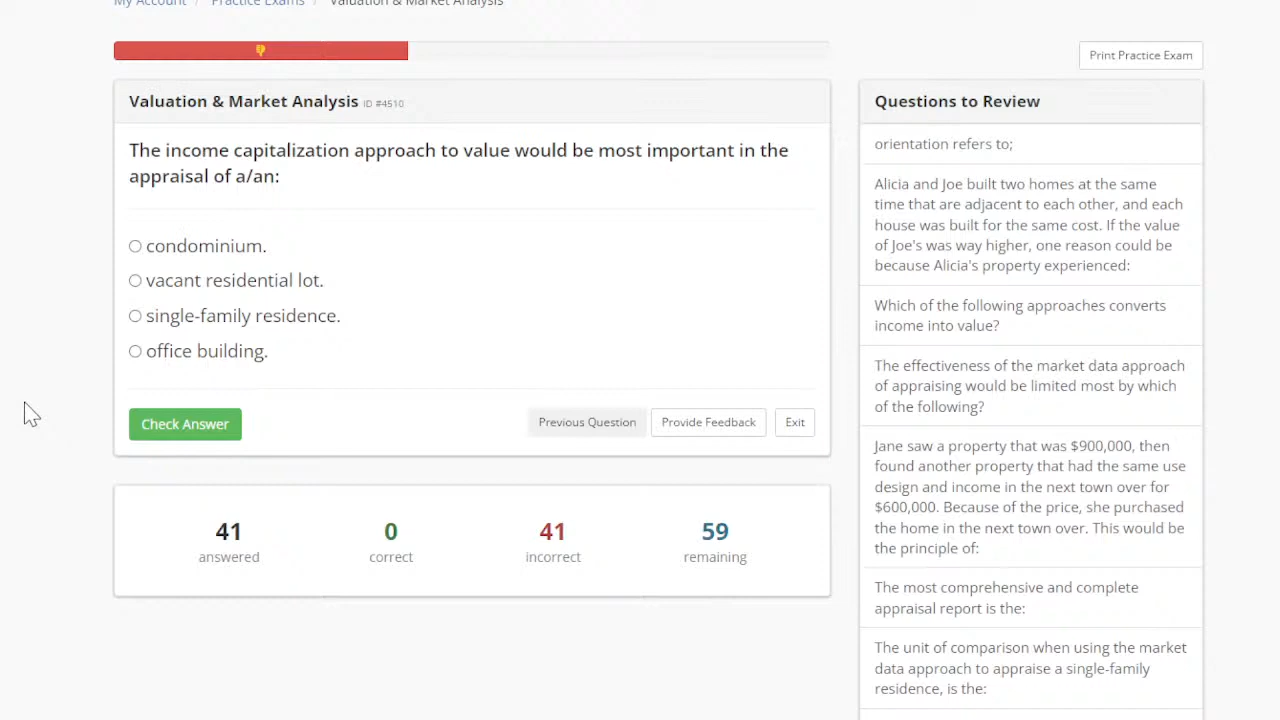 My Account / Practice Exams / Valuation & Market Analysis
Print Practice Exam
Valuation & Market Analysis ID #4510
The income capitalization approach to value would be most important in the
appraisal of a/an:
condominium.
vacant residential lot.
single-family residence.
office building.
Check Answer
Previous Question
Provide Feedback
Exit
41
answered
0
correct
41
incorrect
59
remaining
Questions to Review
orientation refers to;
Alicia and Joe built two homes at the same
time that are adjacent to each other, and each
house was built for the same cost. If the value
of Joe's was way higher, one reason could be
because Alicia's property experienced:
Which of the following approaches converts
income into value?
The effectiveness of the market data approach
of appraising would be limited most by which
of the following?
Jane saw a property that was $900,000, then
found another property that had the same use
design and income in the next town over for
$600,000. Because of the price, she purchased
the home in the next town over. This would be
the principle of:
The most comprehensive and complete
appraisal report is the:
The unit of comparison when using the market
data approach to appraise a single-family
residence, is the: